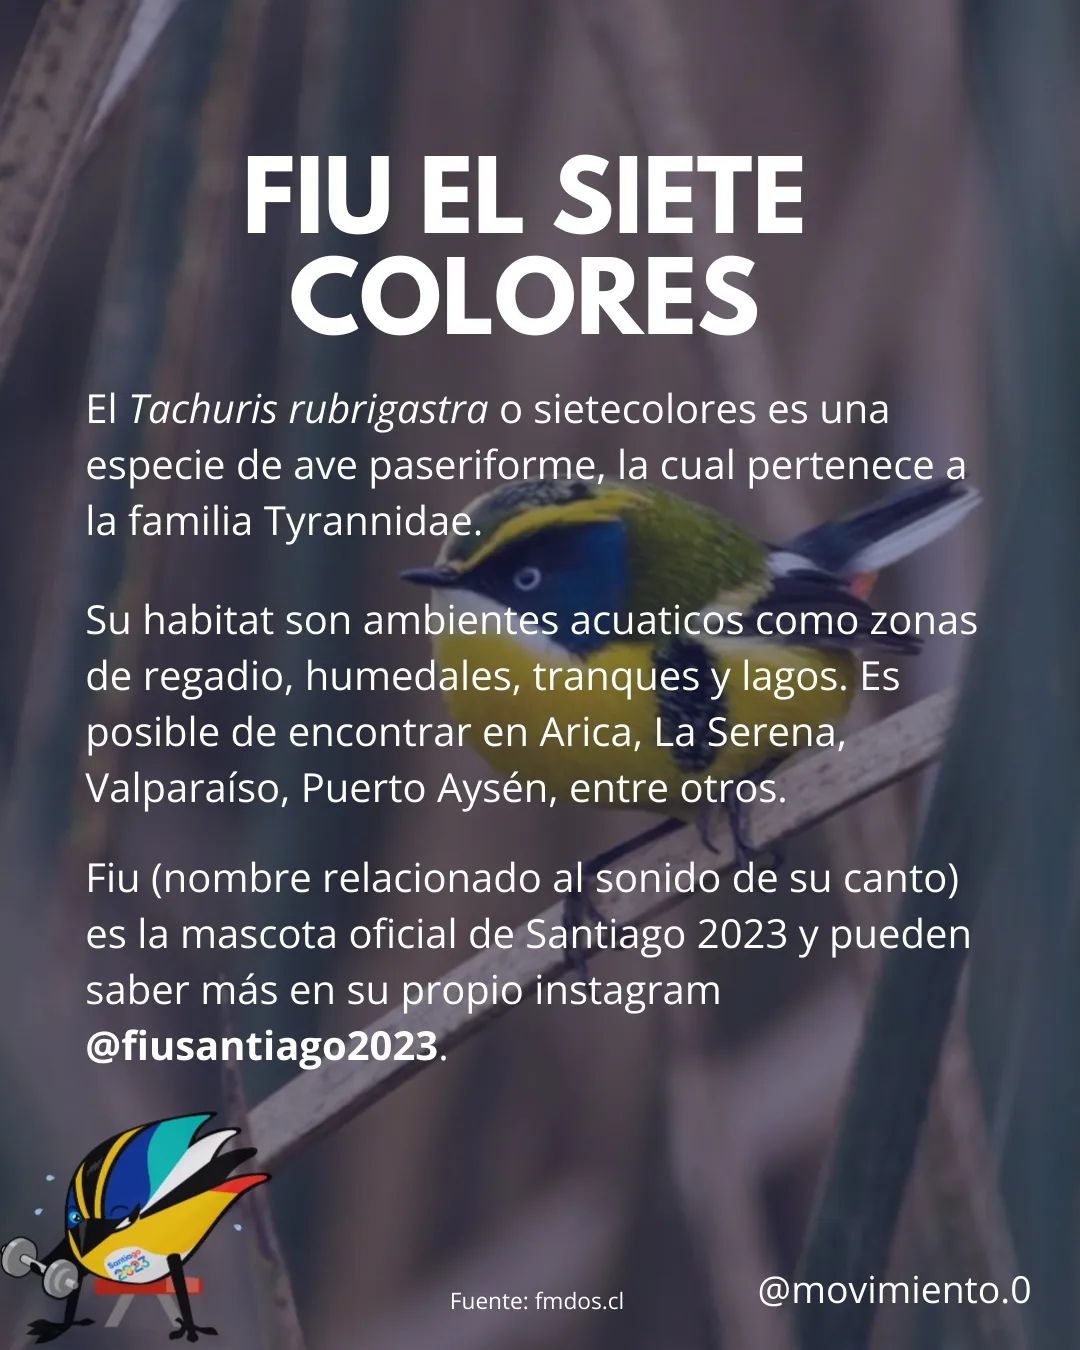 FIU EL SIETE
COLORES
El Tachuris rubrigastra o sietecolores es una
especie de ave paseriforme, la cual pertenece a
la familia Tyrannidae.
Su habitat son ambientes acuaticos como zonas
de regadio, humedales, tranques y lagos. Es
posible de encontrar en Arica, La Serena,
Valparaíso, Puerto Aysén, entre otros.
Fiu (nombre relacionado al sonido de su canto)
es la mascota oficial de Santiago 2023 y pueden
saber más en su propio instagram
@fiusantiago2023.
Santiago
2023
Fuente: fmdos.cl
@movimiento.0